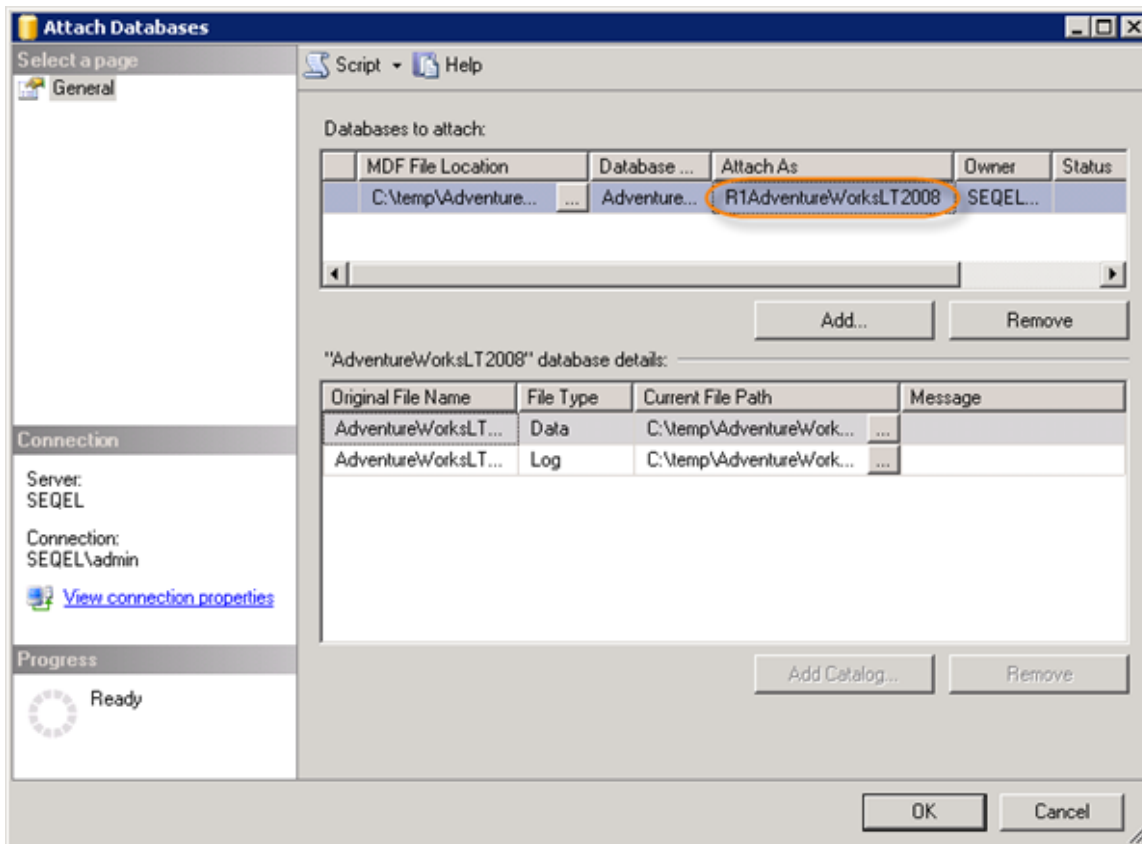 Attach Databases
Select a page
General
Script Help
Databases to attach:
MDF File Location Database ... Attach As Owner Status
C:\temp\Adventure... ... Adventure... R1AdventureWorksLT2008 SEQEL...
Add... Remove
"AdventureWorksLT2008" database details:
Original File Name File Type Current File Path Message
AdventureWorksLT... Data C:\temp\AdventureWork... ...
AdventureWorksLT... Log C:\temp\AdventureWork... ...
Add Catalog... Remove
Connection
Server:
SEQEL
Connection:
SEQEL\admin
View connection properties
Progress
Ready
OK Cancel